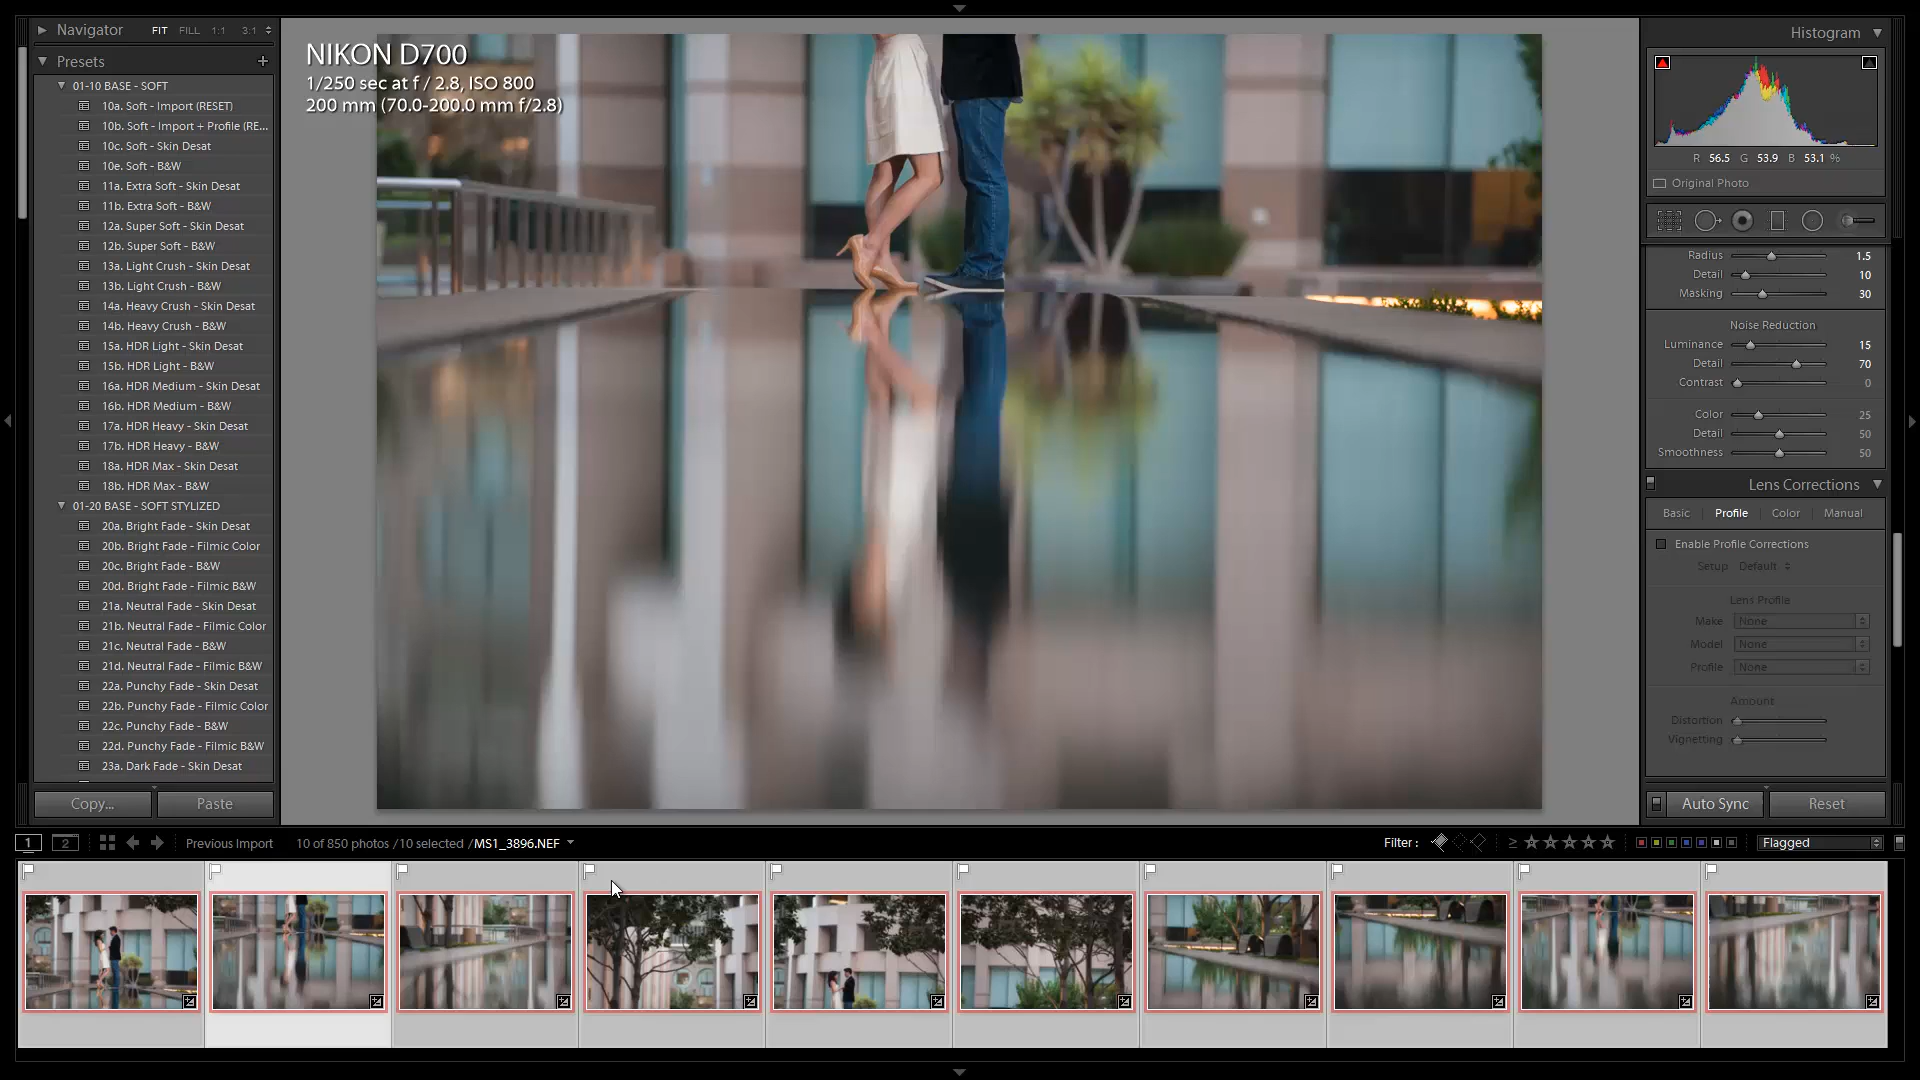 Navigator FIT FILL 1:1 3:1
Presets +
01-10 BASE - SOFT
10a. Soft - Import (RESET)
10b. Soft - Import + Profile (RE...
10c. Soft - Skin Desat
10e. Soft - B&W
11a. Extra Soft - Skin Desat
11b. Extra Soft - B&W
12a. Super Soft - Skin Desat
12b. Super Soft - B&W
13a. Light Crush - Skin Desat
13b. Light Crush - B&W
14a. Heavy Crush - Skin Desat
14b. Heavy Crush - B&W
15a. HDR Light - Skin Desat
15b. HDR Light - B&W
16a. HDR Medium - Skin Desat
16b. HDR Medium - B&W
17a. HDR Heavy - Skin Desat
17b. HDR Heavy - B&W
18a. HDR Max - Skin Desat
18b. HDR Max - B&W
01-20 BASE - SOFT STYLIZED
20a. Bright Fade - Skin Desat
20b. Bright Fade - Filmic Color
20c. Bright Fade - B&W
20d. Bright Fade - Filmic B&W
21a. Neutral Fade - Skin Desat
21b. Neutral Fade - Filmic Color
21c. Neutral Fade - B&W
21d. Neutral Fade - Filmic B&W
22a. Punchy Fade - Skin Desat
22b. Punchy Fade - Filmic Color
22c. Punchy Fade - B&W
22d. Punchy Fade - Filmic B&W
23a. Dark Fade - Skin Desat
Copy... Paste
NIKON D700
1/250 sec at f / 2.8, ISO 800
200 mm (70.0-200.0 mm f/2.8)
Histogram
R 56.5 G 53.9 B 53.1 %
Original Photo
Radius 1.5
Detail 10
Masking 30
Noise Reduction
Luminance 15
Detail 70
Contrast 0
Color 25
Detail 50
Smoothness 50
Lens Corrections
Basic Profile Color Manual
Enable Profile Corrections
Setup Default
Lens Profile
Make None
Model None
Profile None
Amount
Distortion
Vignetting
Auto Sync Reset
1 2 Previous Import 10 of 850 photos /10 selected /MS1_3896.NEF Filter : ≥ Flagged